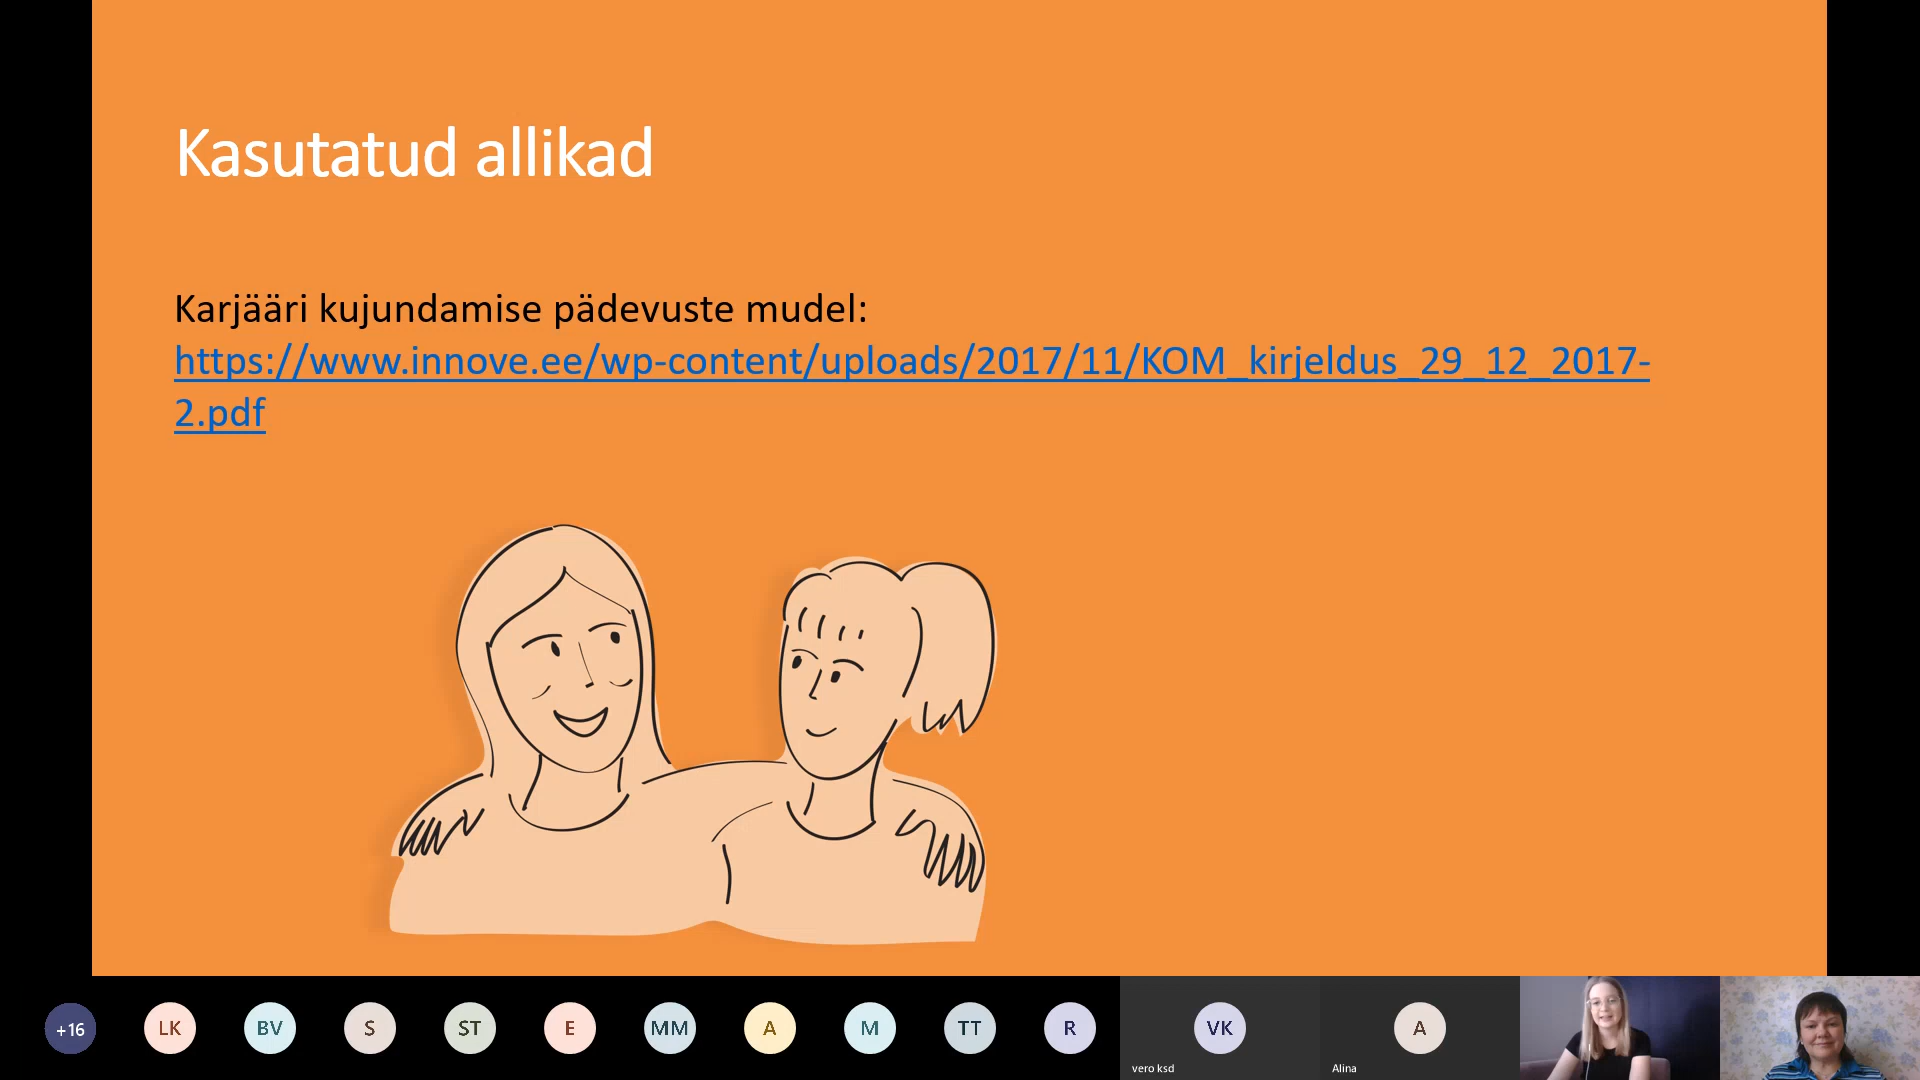 Kasutatud allikad
Karjääri kujundamise pädevuste mudel:
https://www.innove.ee/wp-content/uploads/2017/11/KOM_kirjeldus_29_12_2017-
2.pdf
+16
LK
BV
S
ST
E
MM
A
M
TT
R
VK
A
vero ksd
Alina